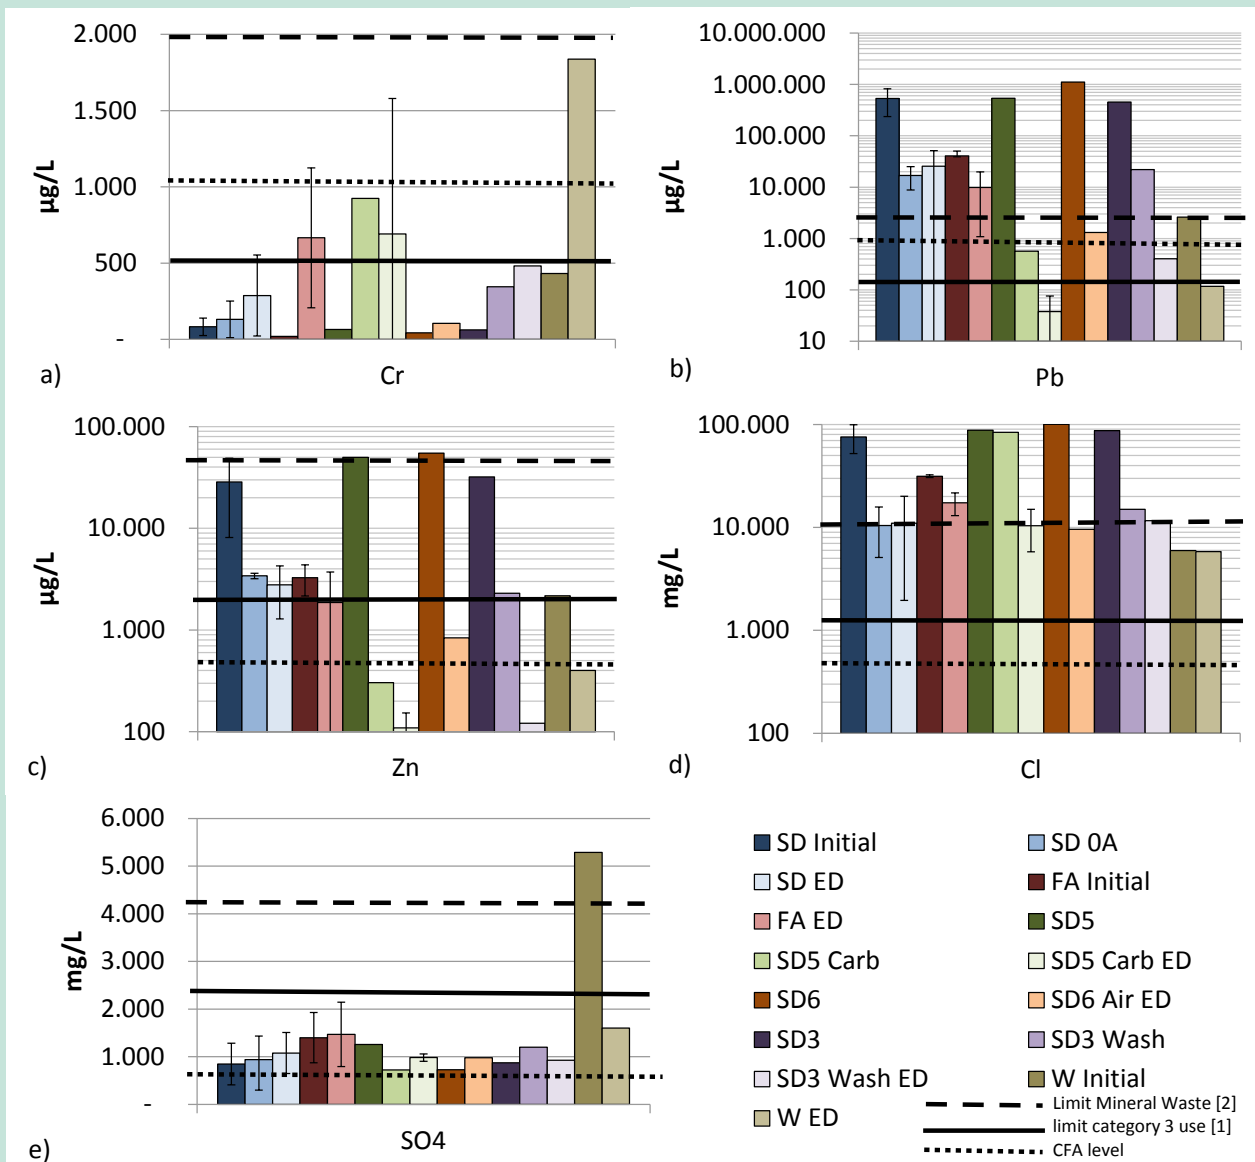 2.000
1.500
1.000
500
-
µg/L
a)
Cr
10.000.000
1.000.000
100.000
10.000
1.000
100
10
µg/L
b)
Pb
100.000
10.000
1.000
100
µg/L
c)
Zn
100.000
10.000
1.000
100
mg/L
d)
Cl
6.000
5.000
4.000
3.000
2.000
1.000
-
mg/L
e)
SO4
SD Initial
SD 0A
SD ED
FA Initial
FA ED
SD5
SD5 Carb
SD5 Carb ED
SD6
SD6 Air ED
SD3
SD3 Wash
SD3 Wash ED
W Initial
W ED
Limit Mineral Waste [2]
limit category 3 use [1]
CFA level